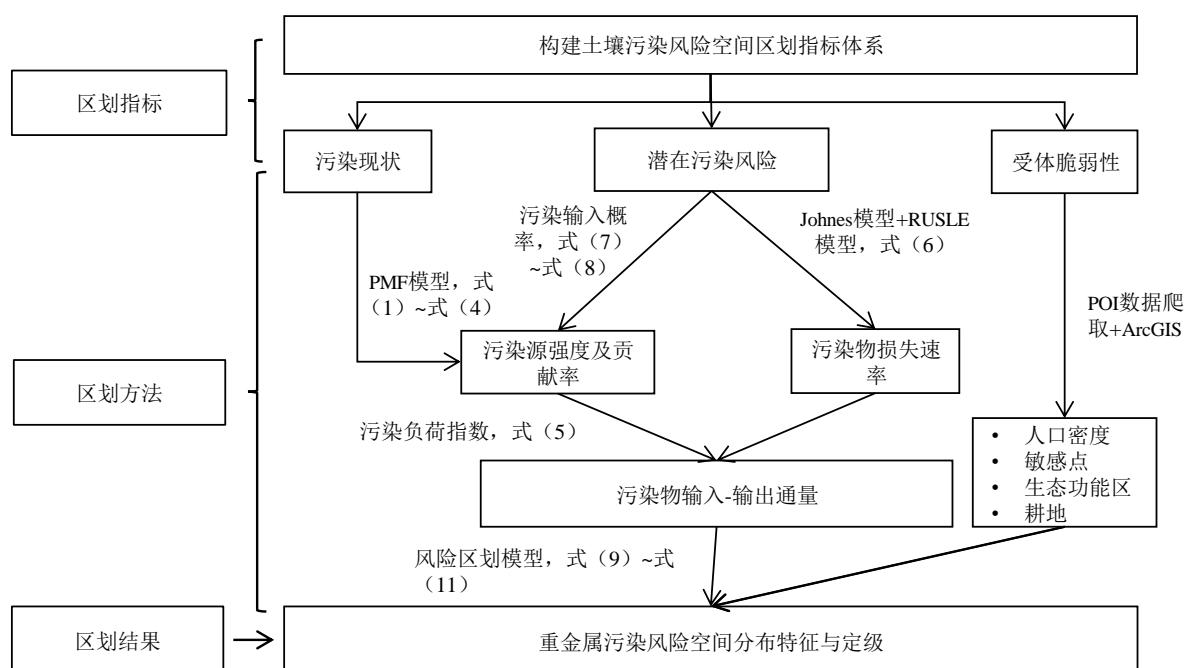 构建土壤污染风险空间区划指标体系
区划指标
污染现状
潜在污染风险
受体脆弱性
污染输入概
率，式（7）
~式（8）
Johnes模型+RUSLE
模型，式（6）
PMF模型，式
（1）~式（4）
POI数据爬
取+ArcGIS
污染源强度及贡
献率
污染物损失速
率
区划方法
污染负荷指数，式（5）
• 人口密度
• 敏感点
• 生态功能区
• 耕地
污染物输入-输出通量
风险区划模型，式（9）~式
（11）
区划结果
重金属污染风险空间分布特征与定级